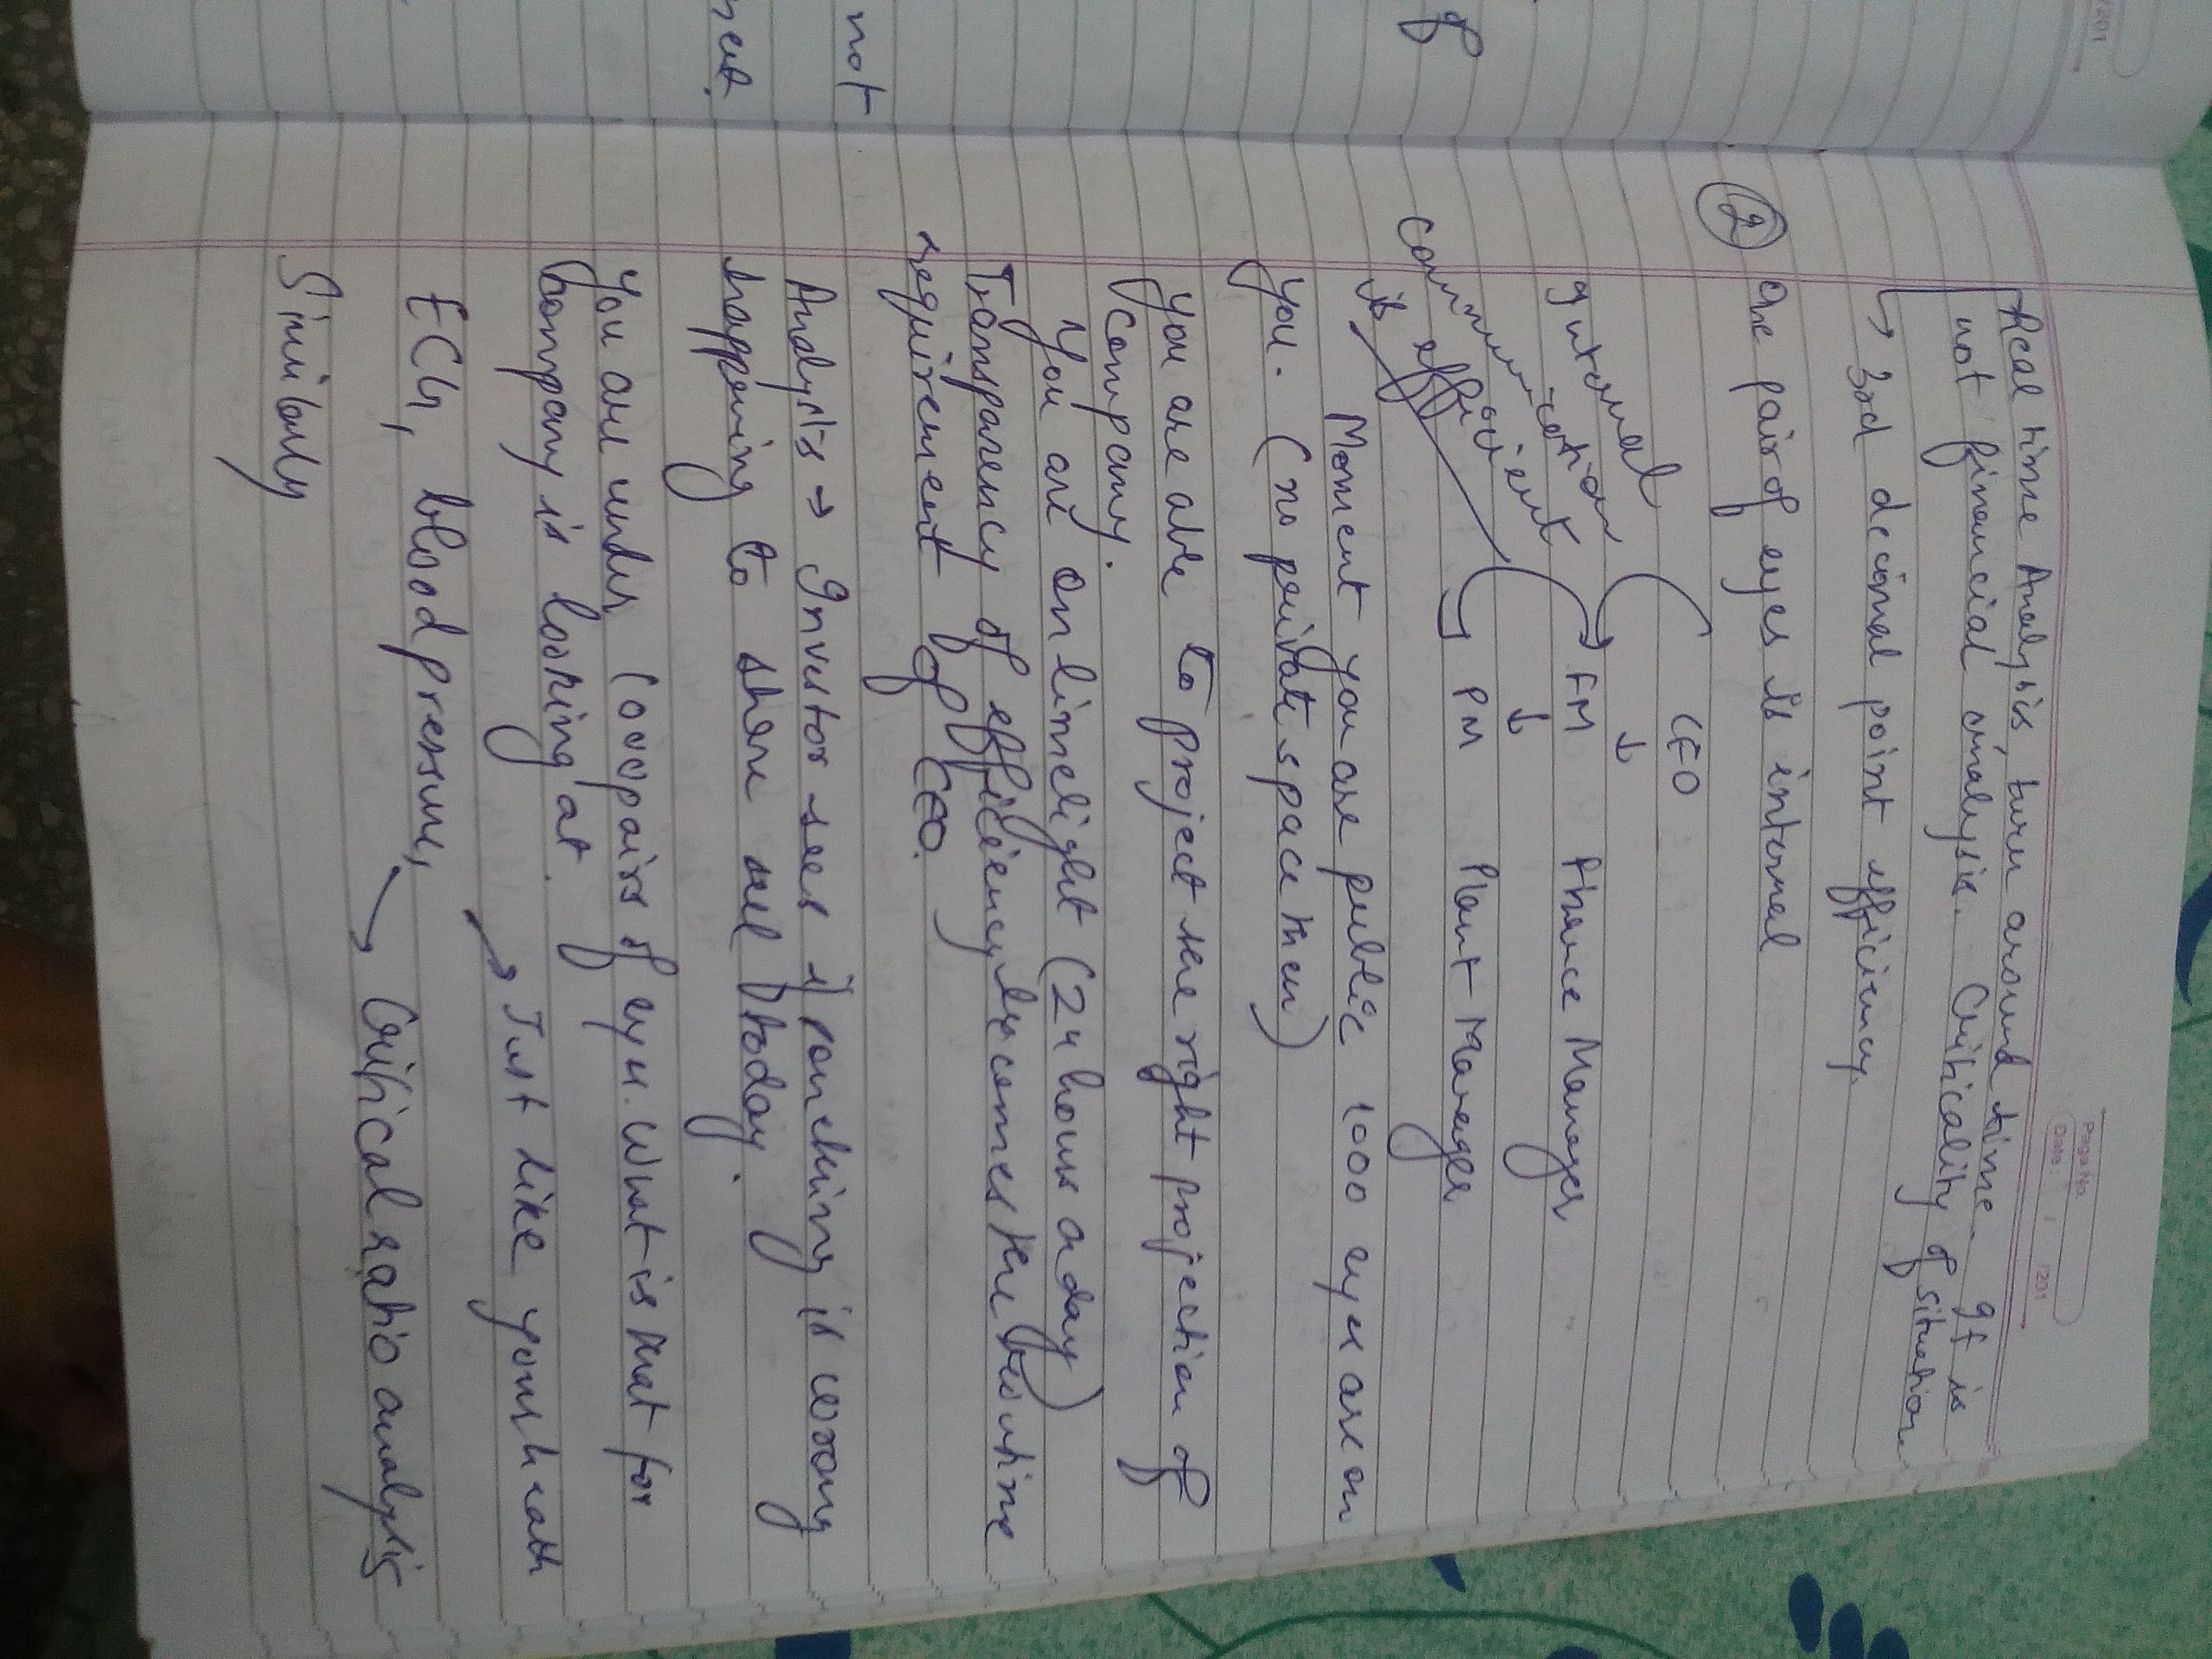 /201
Page No.
Date : / /201
Real time Analysis, turn around time. It is
not financial analysis. Criticality of situation
→ 3rd decimal point efficiency.
2 One pair of eyes is internal
CEO
↓
FM Finance Manager
↓
PM Plant Manager
Internal
Communication
is efficient
Moment you are public 1000 eyes are on
you. (no private space then)
You are able to project the right projection of
company.
You are on limelight (24 hours a day)
Transparency of efficiency becomes the routine
requirement of CEO.
Analysts → Investor sees if something is wrong
happening to share sell today.
You are under 1000 pairs of eyes. What is that for
company is looking at.
→ Just like your heath
ECG, blood pressure,
→ Critical ratio analysis
Similarly
of
not